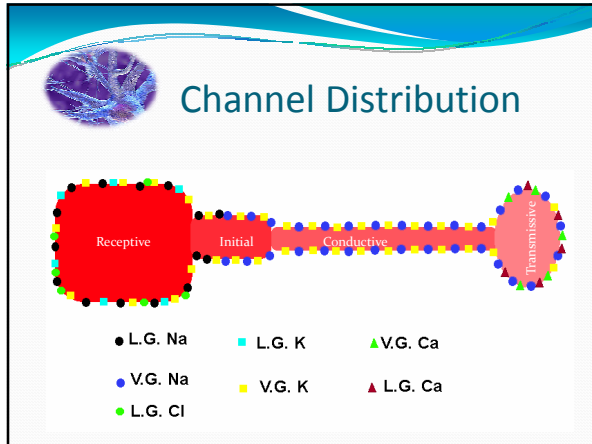 Channel Distribution
Receptive
Initial
Conductive
Transmissive
L.G. Na
L.G. K
V.G. Ca
V.G. Na
V.G. K
L.G. Ca
L.G. Cl